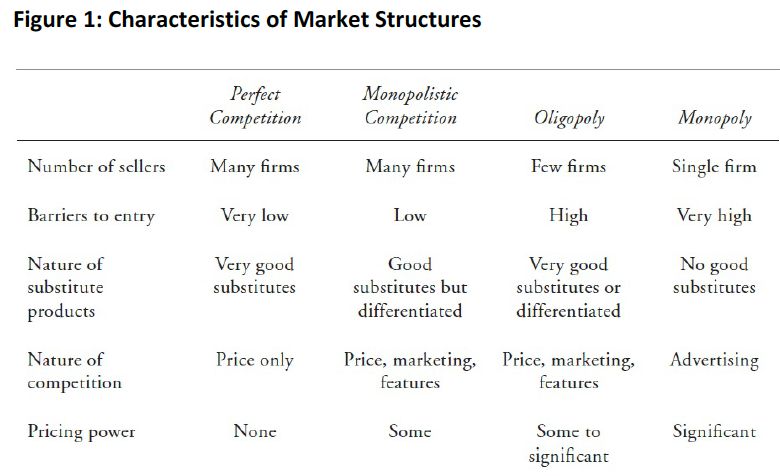 Figure 1: Characteristics of Market Structures
Perfect Competition Monopolistic Competition Oligopoly Monopoly
Number of sellers Many firms Many firms Few firms Single firm
Barriers to entry Very low Low High Very high
Nature of substitute products Very good substitutes Good substitutes but differentiated Very good substitutes or differentiated No good substitutes
Nature of competition Price only Price, marketing, features Price, marketing, features Advertising
Pricing power None Some Some to significant Significant